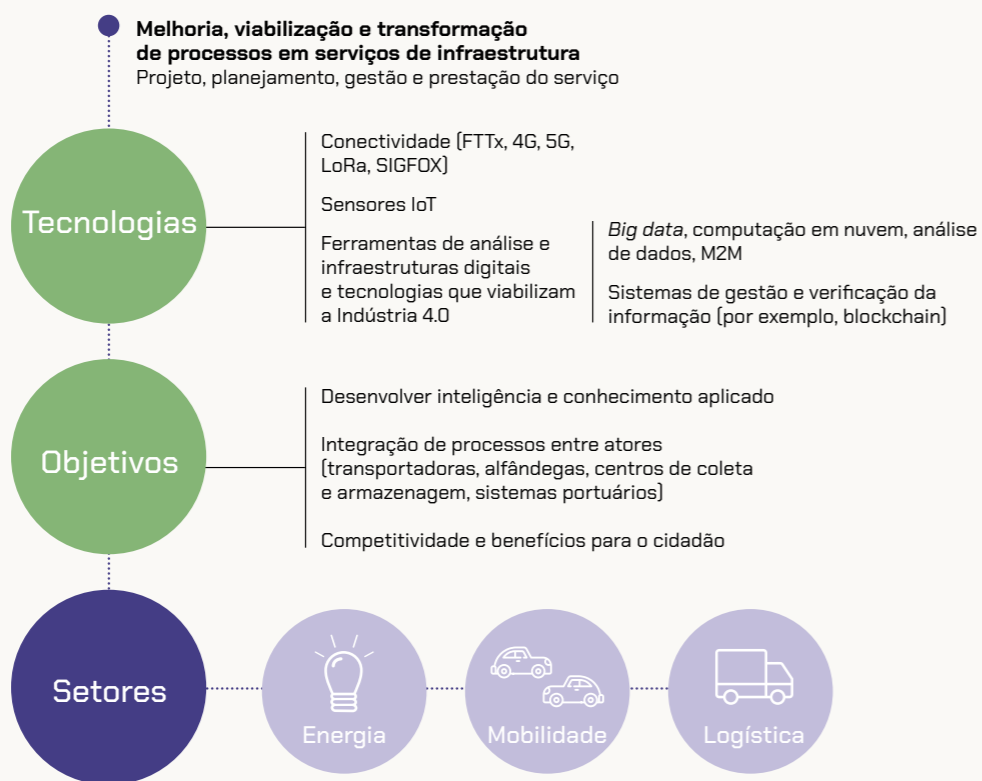 Melhoria, viabilização e transformação
de processos em serviços de infraestrutura
Projeto, planejamento, gestão e prestação do serviço
Tecnologias
Conectividade (FTTx, 4G, 5G,
LoRa, SIGFOX)
Sensores IoT
Ferramentas de análise e
infraestruturas digitais
e tecnologias que viabilizam
a Indústria 4.0
Big data, computação em nuvem, análise
de dados, M2M
Sistemas de gestão e verificação da
informação (por exemplo, blockchain)
Objetivos
Desenvolver inteligência e conhecimento aplicado
Integração de processos entre atores
(transportadoras, alfândegas, centros de coleta
e armazenagem, sistemas portuários)
Competitividade e benefícios para o cidadão
Setores
Energia
Mobilidade
Logística